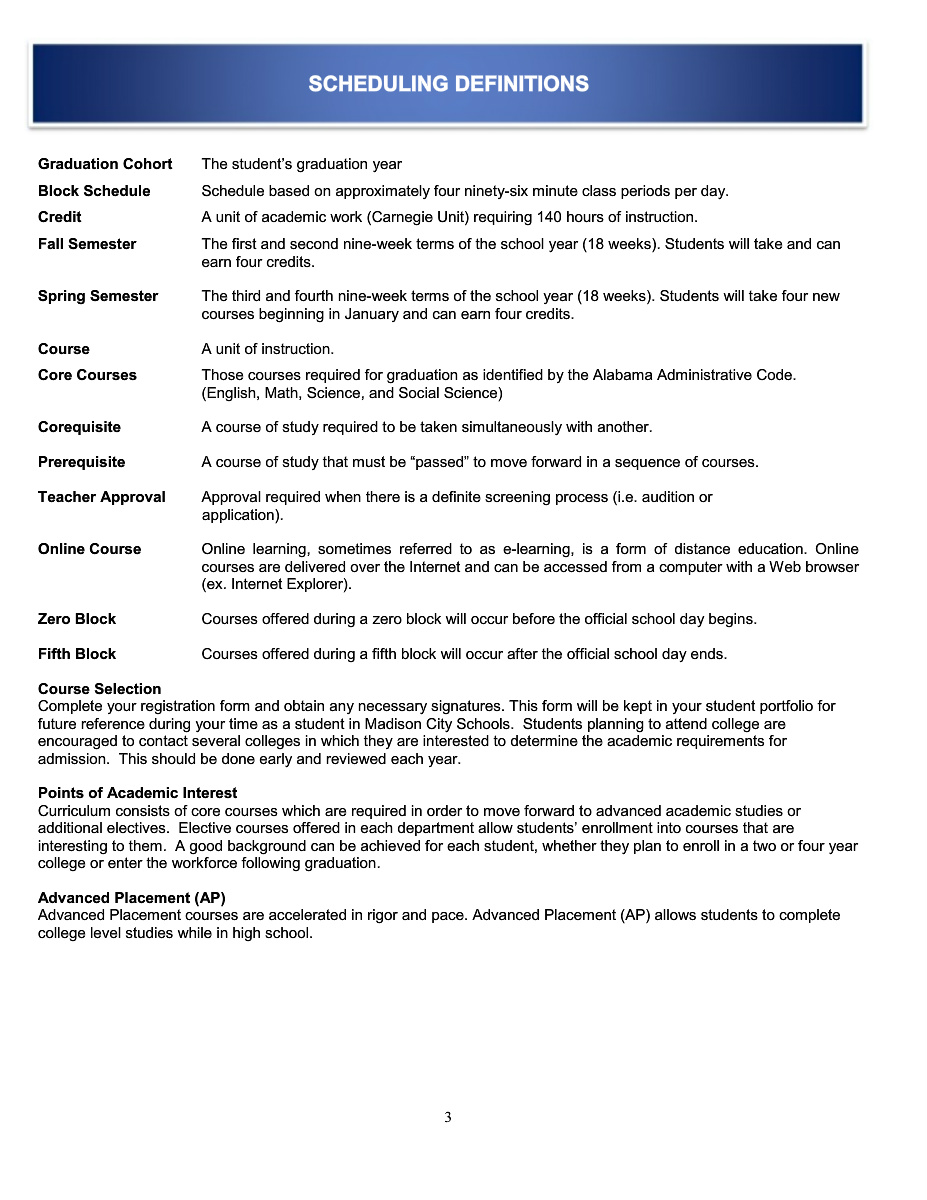 SCHEDULING DEFINITIONS
Graduation Cohort The student’s graduation year
Block Schedule Schedule based on approximately four ninety-six minute class periods per day.
Credit A unit of academic work (Carnegie Unit) requiring 140 hours of instruction.
Fall Semester The first and second nine-week terms of the school year (18 weeks). Students will take and can
earn four credits.
Spring Semester The third and fourth nine-week terms of the school year (18 weeks). Students will take four new
courses beginning in January and can earn four credits.
Course A unit of instruction.
Core Courses Those courses required for graduation as identified by the Alabama Administrative Code.
(English, Math, Science, and Social Science)
Corequisite A course of study required to be taken simultaneously with another.
Prerequisite A course of study that must be “passed” to move forward in a sequence of courses.
Teacher Approval Approval required when there is a definite screening process (i.e. audition or
application).
Online Course Online learning, sometimes referred to as e-learning, is a form of distance education. Online
courses are delivered over the Internet and can be accessed from a computer with a Web browser
(ex. Internet Explorer).
Zero Block Courses offered during a zero block will occur before the official school day begins.
Fifth Block Courses offered during a fifth block will occur after the official school day ends.
Course Selection
Complete your registration form and obtain any necessary signatures. This form will be kept in your student portfolio for
future reference during your time as a student in Madison City Schools. Students planning to attend college are
encouraged to contact several colleges in which they are interested to determine the academic requirements for
admission. This should be done early and reviewed each year.
Points of Academic Interest
Curriculum consists of core courses which are required in order to move forward to advanced academic studies or
additional electives. Elective courses offered in each department allow students’ enrollment into courses that are
interesting to them. A good background can be achieved for each student, whether they plan to enroll in a two or four year
college or enter the workforce following graduation.
Advanced Placement (AP)
Advanced Placement courses are accelerated in rigor and pace. Advanced Placement (AP) allows students to complete
college level studies while in high school.
3